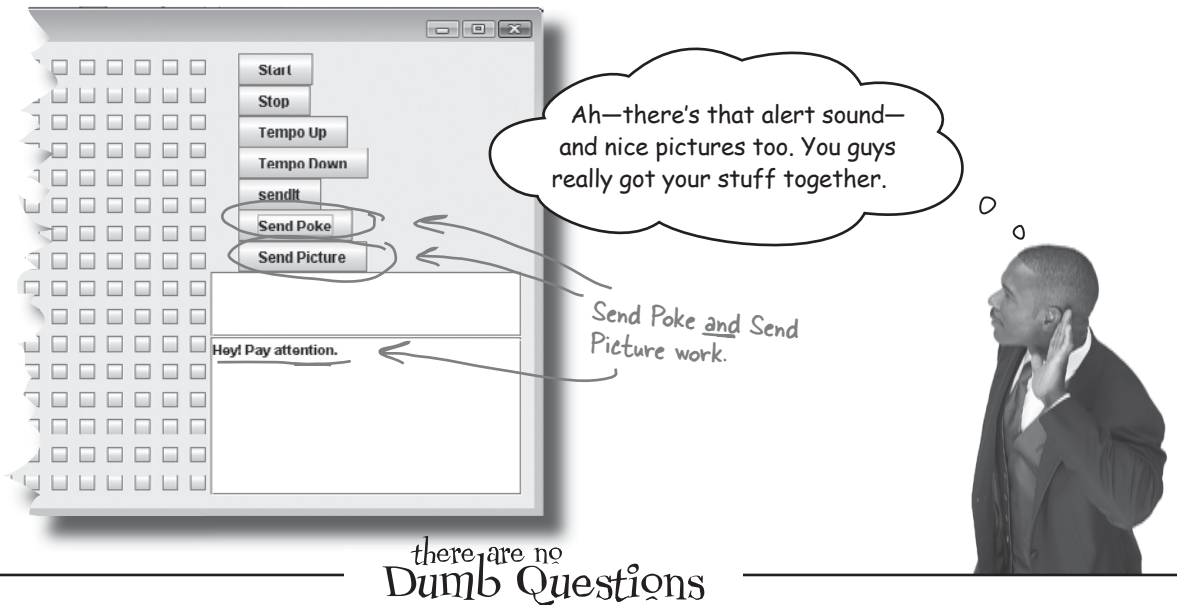 Start
Stop
Tempo Up
Tempo Down
sendIt
Send Poke
Send Picture
Hey! Pay attention.
Ah—there's that alert sound—
and nice pictures too. You guys
really got your stuff together.
Send Poke and Send
Picture work.
there are no
Dumb Questions